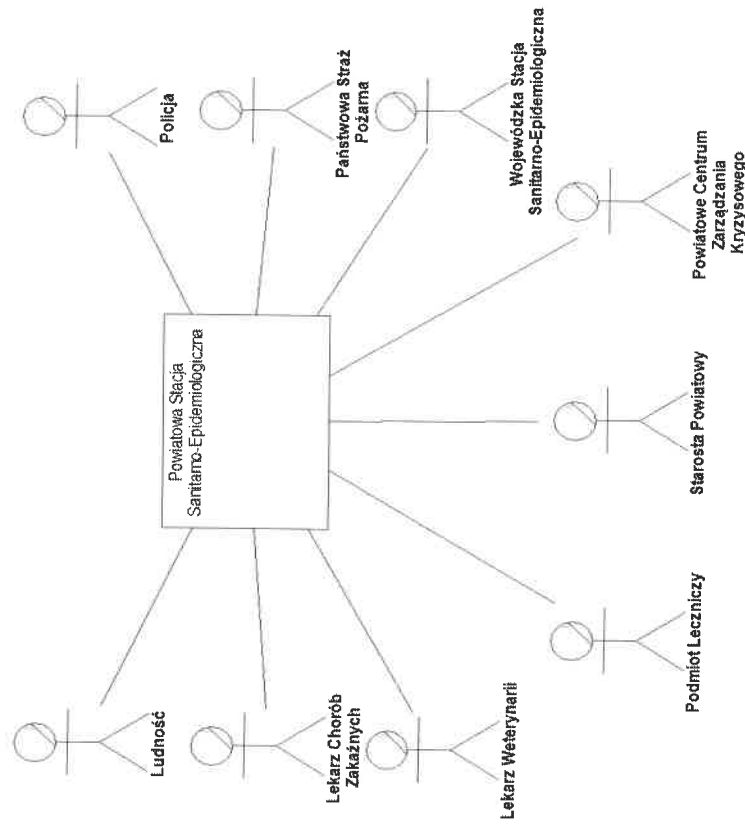 Powiatowa Stacja
Sanitarno-Epidemiologiczna
Ludność
Policja
Lekarz Chorób
Zakaźnych
Państwowa Straż
Pożarna
Lekarz Weterynarii
Wojewódzka Stacja
Sanitarno-Epidemiologiczna
Podmiot Leczniczy
Starosta Powiatowy
Powiatowe Centrum
Zarządzania
Kryzysowego